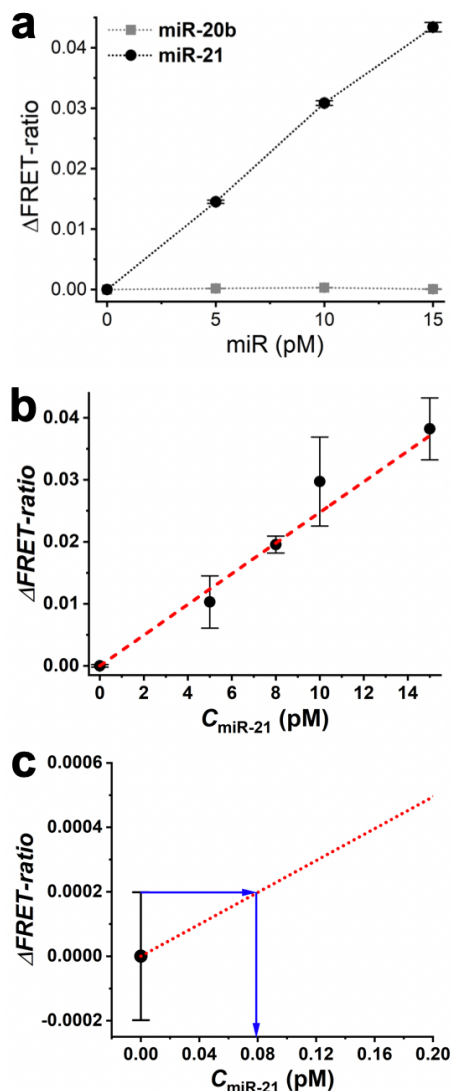 a
miR-20b
miR-21
0.04
0.03
0.02
0.01
0.00
ΔFRET-ratio
0 5 10 15
miR (pM)
b
0.04
0.03
0.02
0.01
0.00
ΔFRET-ratio
0 2 4 6 8 10 12 14
CmiR-21 (pM)
c
0.0006
0.0004
0.0002
0.0000
-0.0002
ΔFRET-ratio
0.00 0.04 0.08 0.12 0.16 0.20
CmiR-21 (pM)